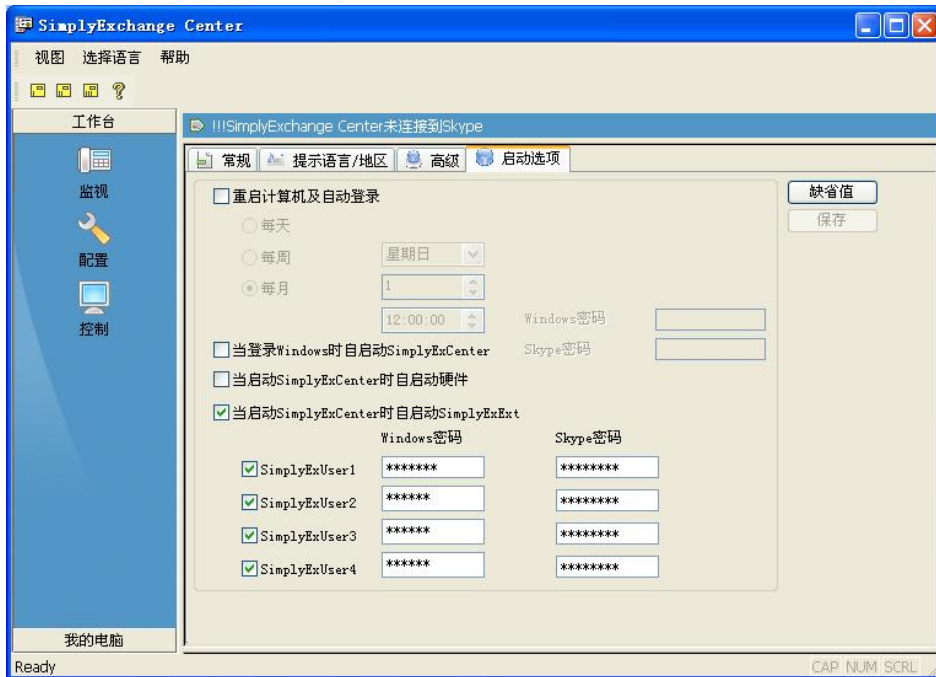 SimplyExchange Center
视图 选择语言 帮助
工作台
监视
配置
控制
我的电脑
!!!SimplyExchange Center未连接到Skype
常规 提示语言/地区 高级 启动选项
重启计算机及自动登录
每天
每周 星期日
每月 1
12:00:00 Windows密码
当登录Windows时自启动SimplyExCenter Skype密码
当启动SimplyExCenter时自启动硬件
当启动SimplyExCenter时自启动SimplyExExt
Windows密码 Skype密码
SimplyExUser1 ******* ********
SimplyExUser2 ****** ********
SimplyExUser3 ****** ********
SimplyExUser4 ****** ********
缺省值
保存
Ready CAP NUM SCRL